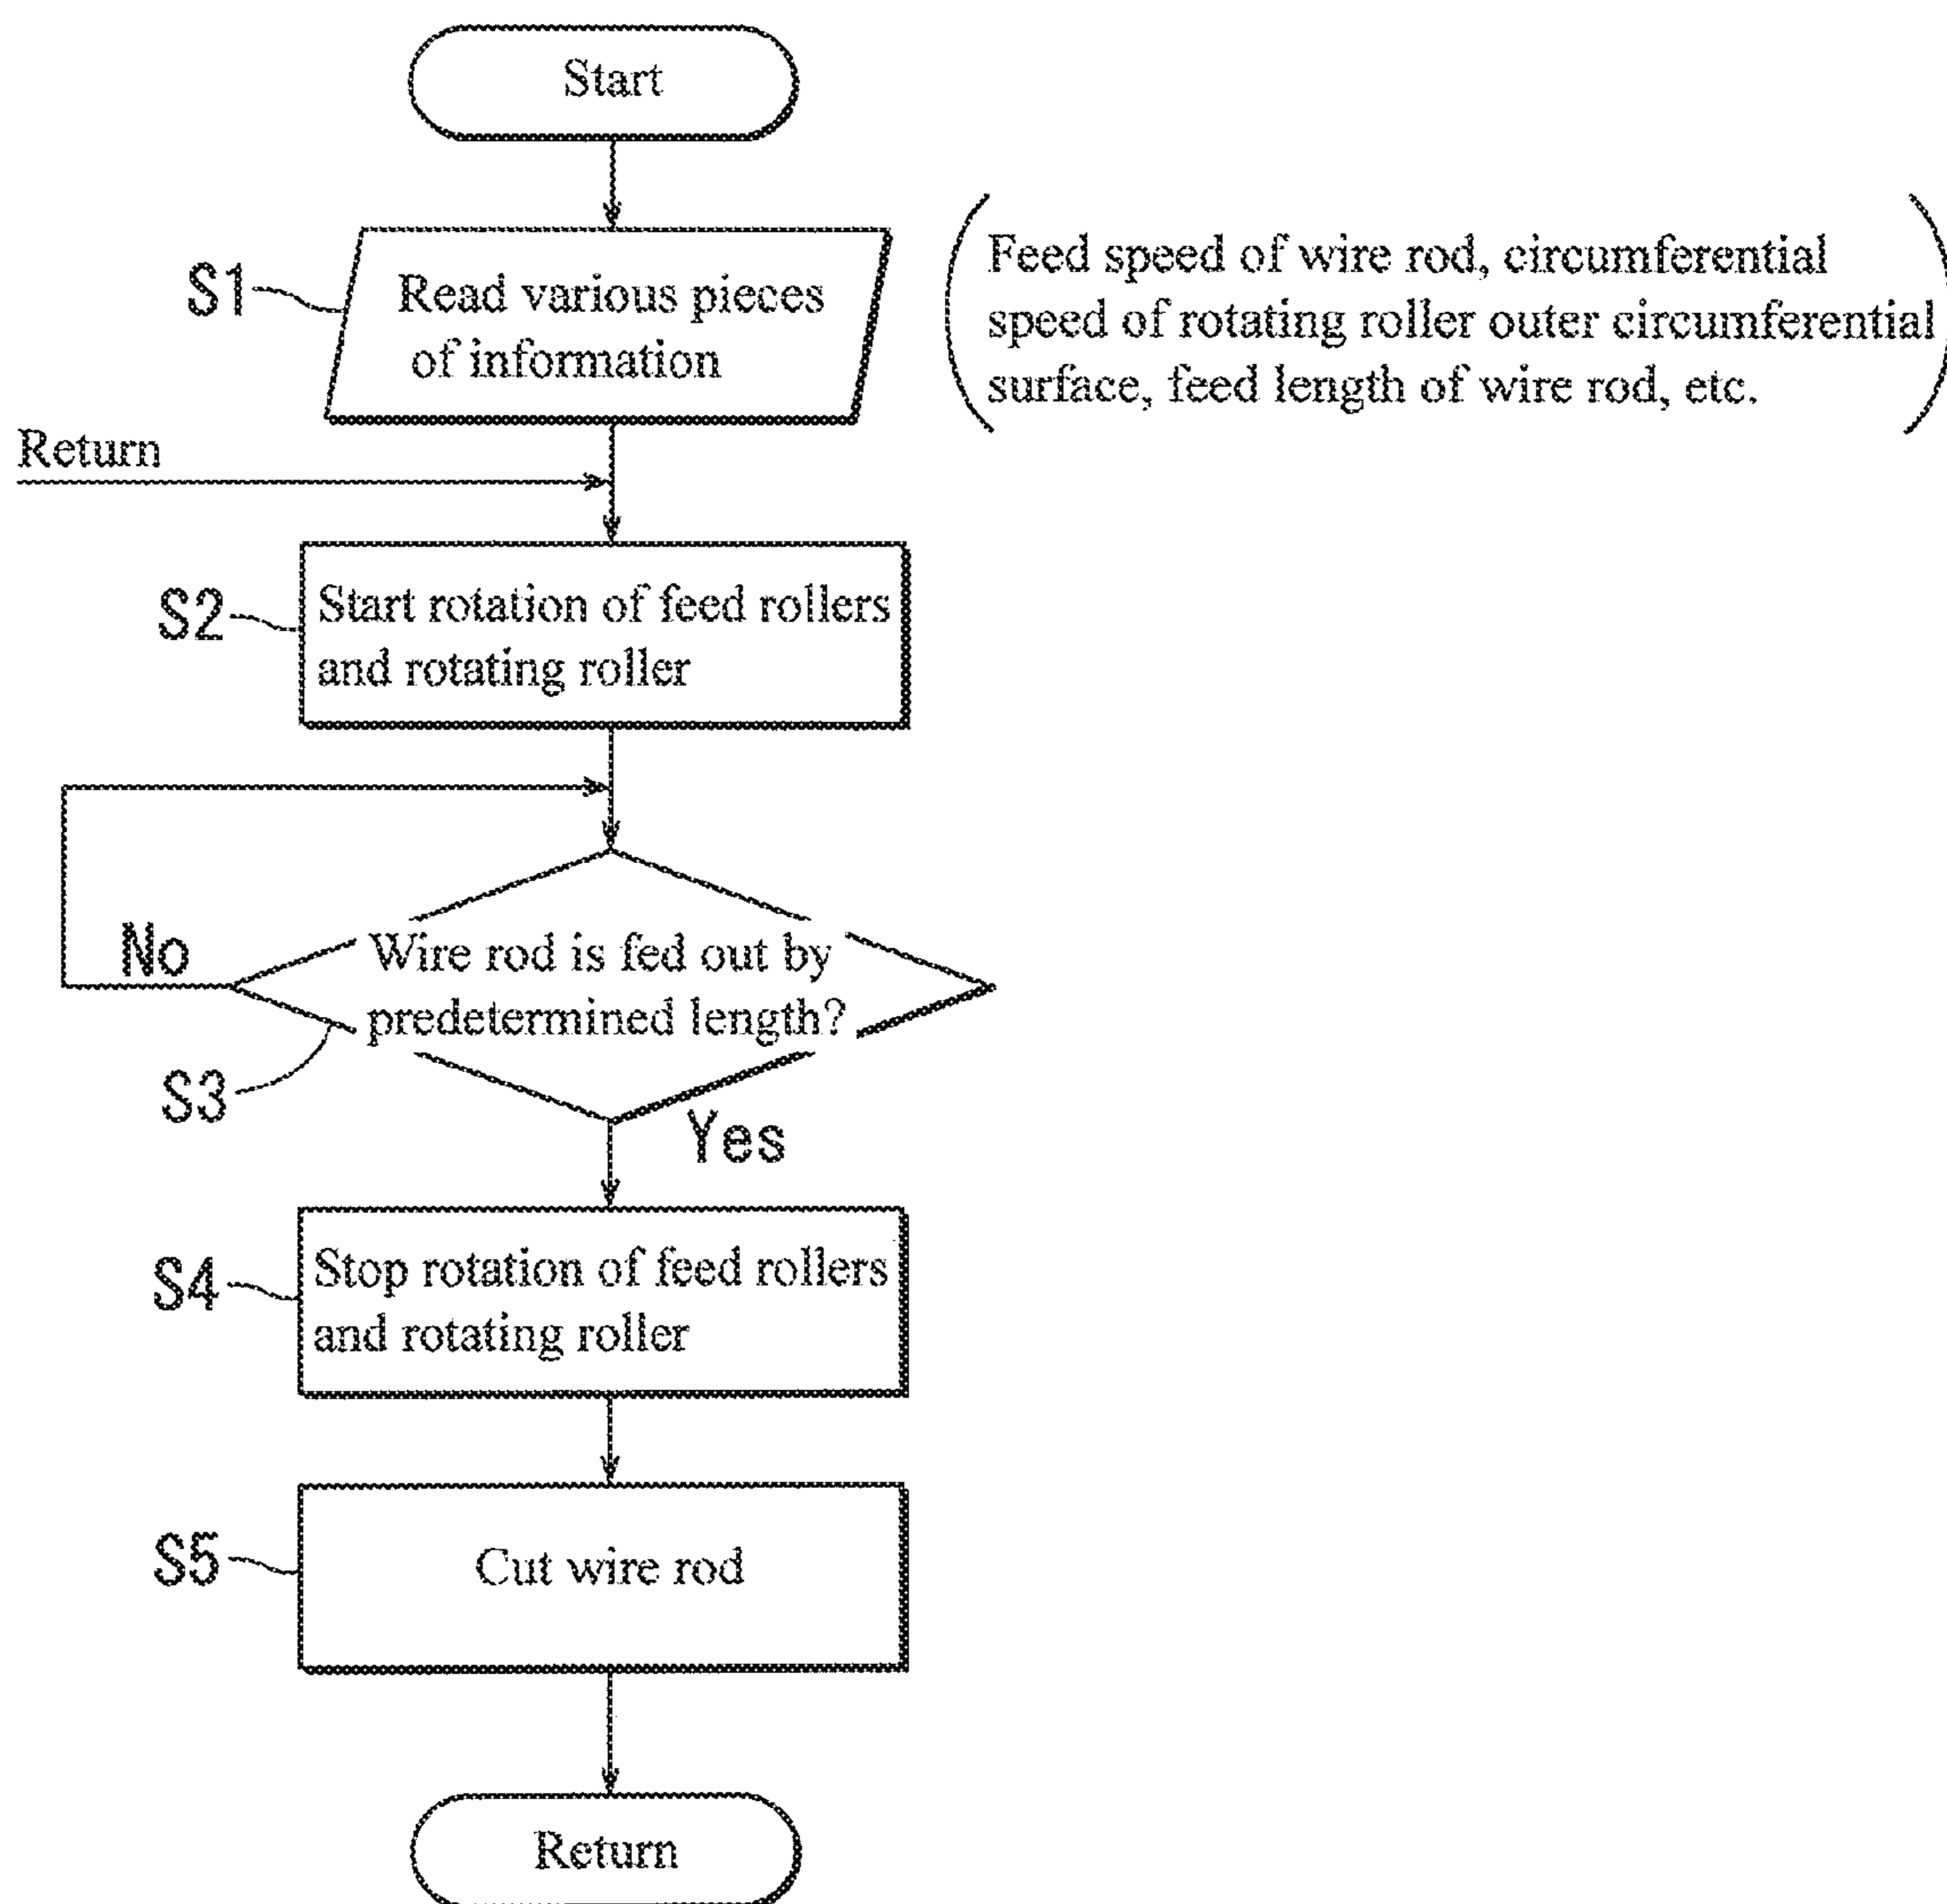 Start
S1
Read various pieces
of information
Feed speed of wire rod, circumferential
speed of rotating roller outer circumferential
surface, feed length of wire rod, etc.
Return
S2
Start rotation of feed rollers
and rotating roller
No
Wire rod is fed out by
predetermined length?
S3
Yes
S4
Stop rotation of feed rollers
and rotating roller
S5
Cut wire rod
Return